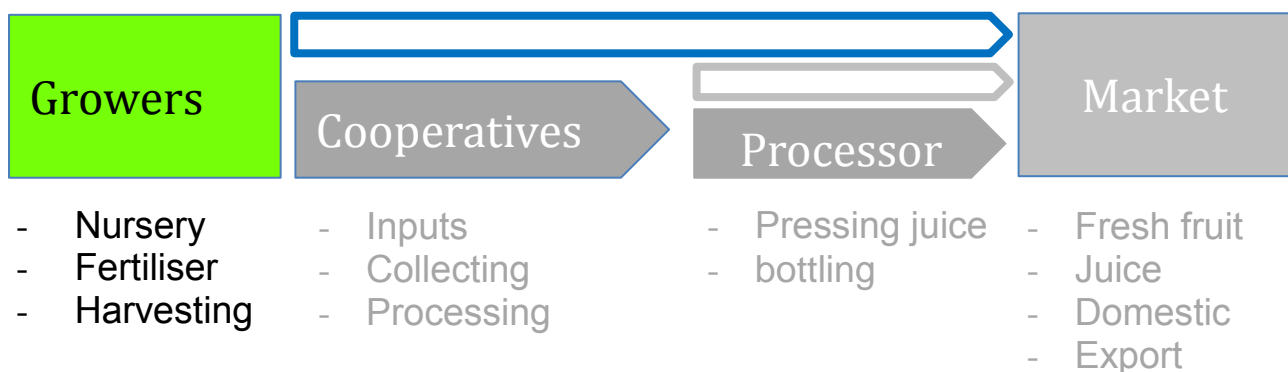 Growers
Cooperatives
Processor
Market
- Nursery
- Fertiliser
- Harvesting
- Inputs
- Collecting
- Processing
- Pressing juice
- bottling
- Fresh fruit
- Juice
- Domestic
- Export